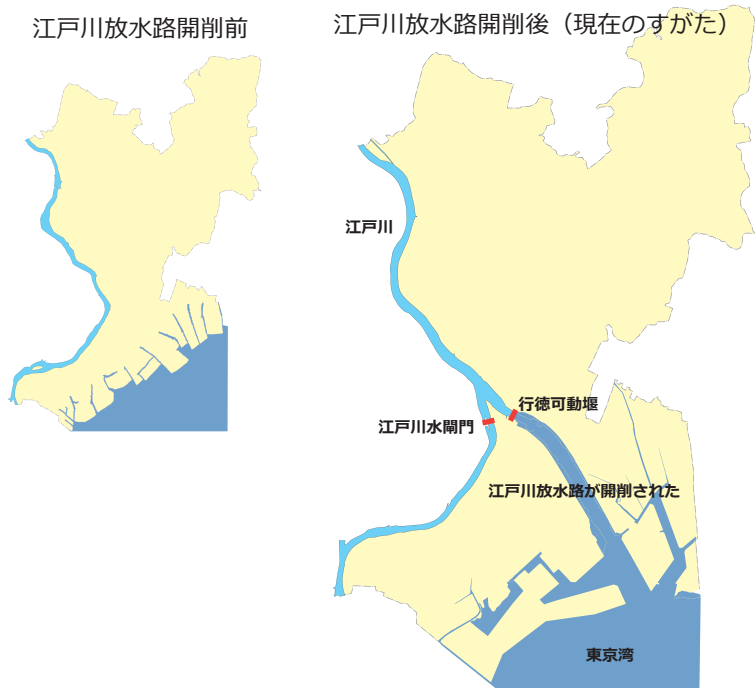 江戸川放水路開削前
江戸川放水路開削後（現在のすがた）
江戸川
行徳可動堰
江戸川水閘門
江戸川放水路が開削された
東京湾